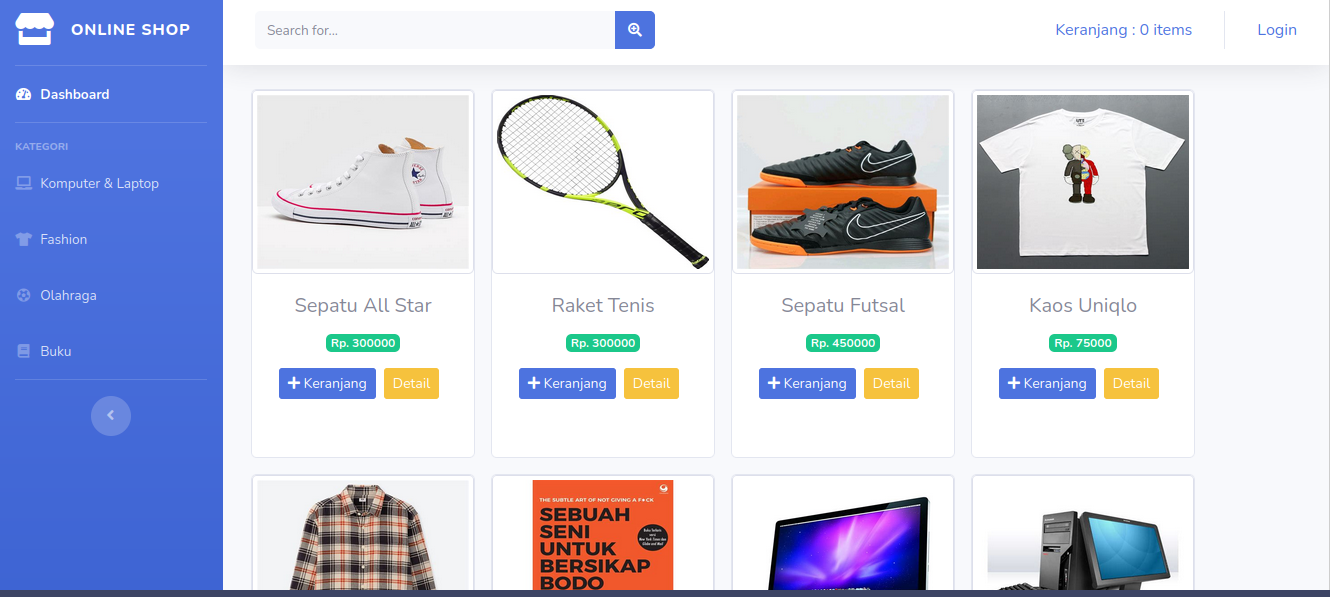 ONLINE SHOP
Search for...
Keranjang : 0 items
Login
Dashboard
KATEGORI
Komputer & Laptop
Fashion
Olahraga
Buku
Sepatu All Star
Rp. 300000
Keranjang
Detail
Raket Tenis
Rp. 300000
Keranjang
Detail
Sepatu Futsal
Rp. 450000
Keranjang
Detail
Kaos Uniqlo
Rp. 75000
Keranjang
Detail
THE SUBTLE ART OF NOT GIVING A F*CK
SEBUAH
SENI
UNTUK
BERSIKAP
BODO